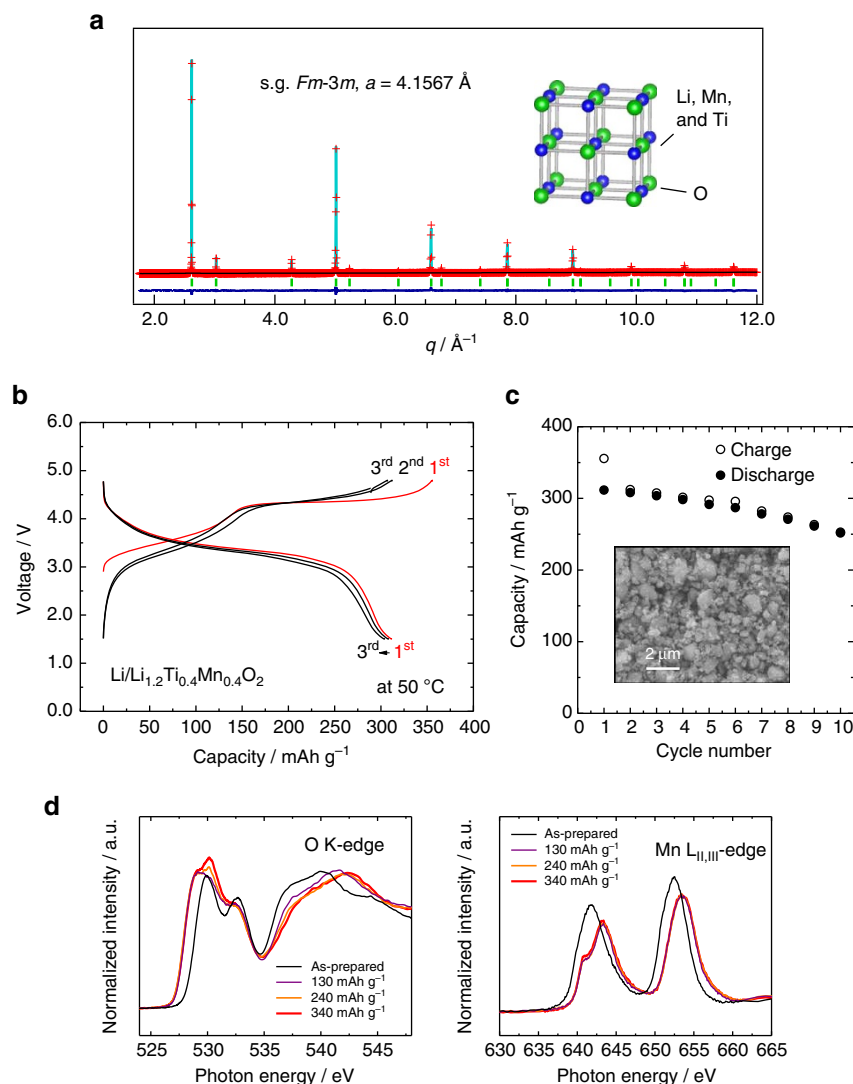 a
s.g. Fm-3m, a = 4.1567 Å
Li, Mn,
and Ti
O
2.0 4.0 6.0 8.0 10.0 12.0
q / Å⁻¹
b
6.0
5.0
4.0
3.0
2.0
1.0
0.0
Voltage / V
3rd 2nd 1st
3rd 1st
Li/Li1.2Ti0.4Mn0.4O2
at 50 °C
0 50 100 150 200 250 300 350 400
Capacity / mAh g⁻¹
c
400
300
200
100
0
Capacity / mAh g⁻¹
Charge
Discharge
2 μm
0 1 2 3 4 5 6 7 8 9 10
Cycle number
d
Normalized intensity / a.u.
O K-edge
As-prepared
130 mAh g⁻¹
240 mAh g⁻¹
340 mAh g⁻¹
525 530 535 540 545
Photon energy / eV
Normalized intensity / a.u.
As-prepared
130 mAh g⁻¹
240 mAh g⁻¹
340 mAh g⁻¹
Mn LII,III-edge
630 635 640 645 650 655 660 665
Photon energy / eV